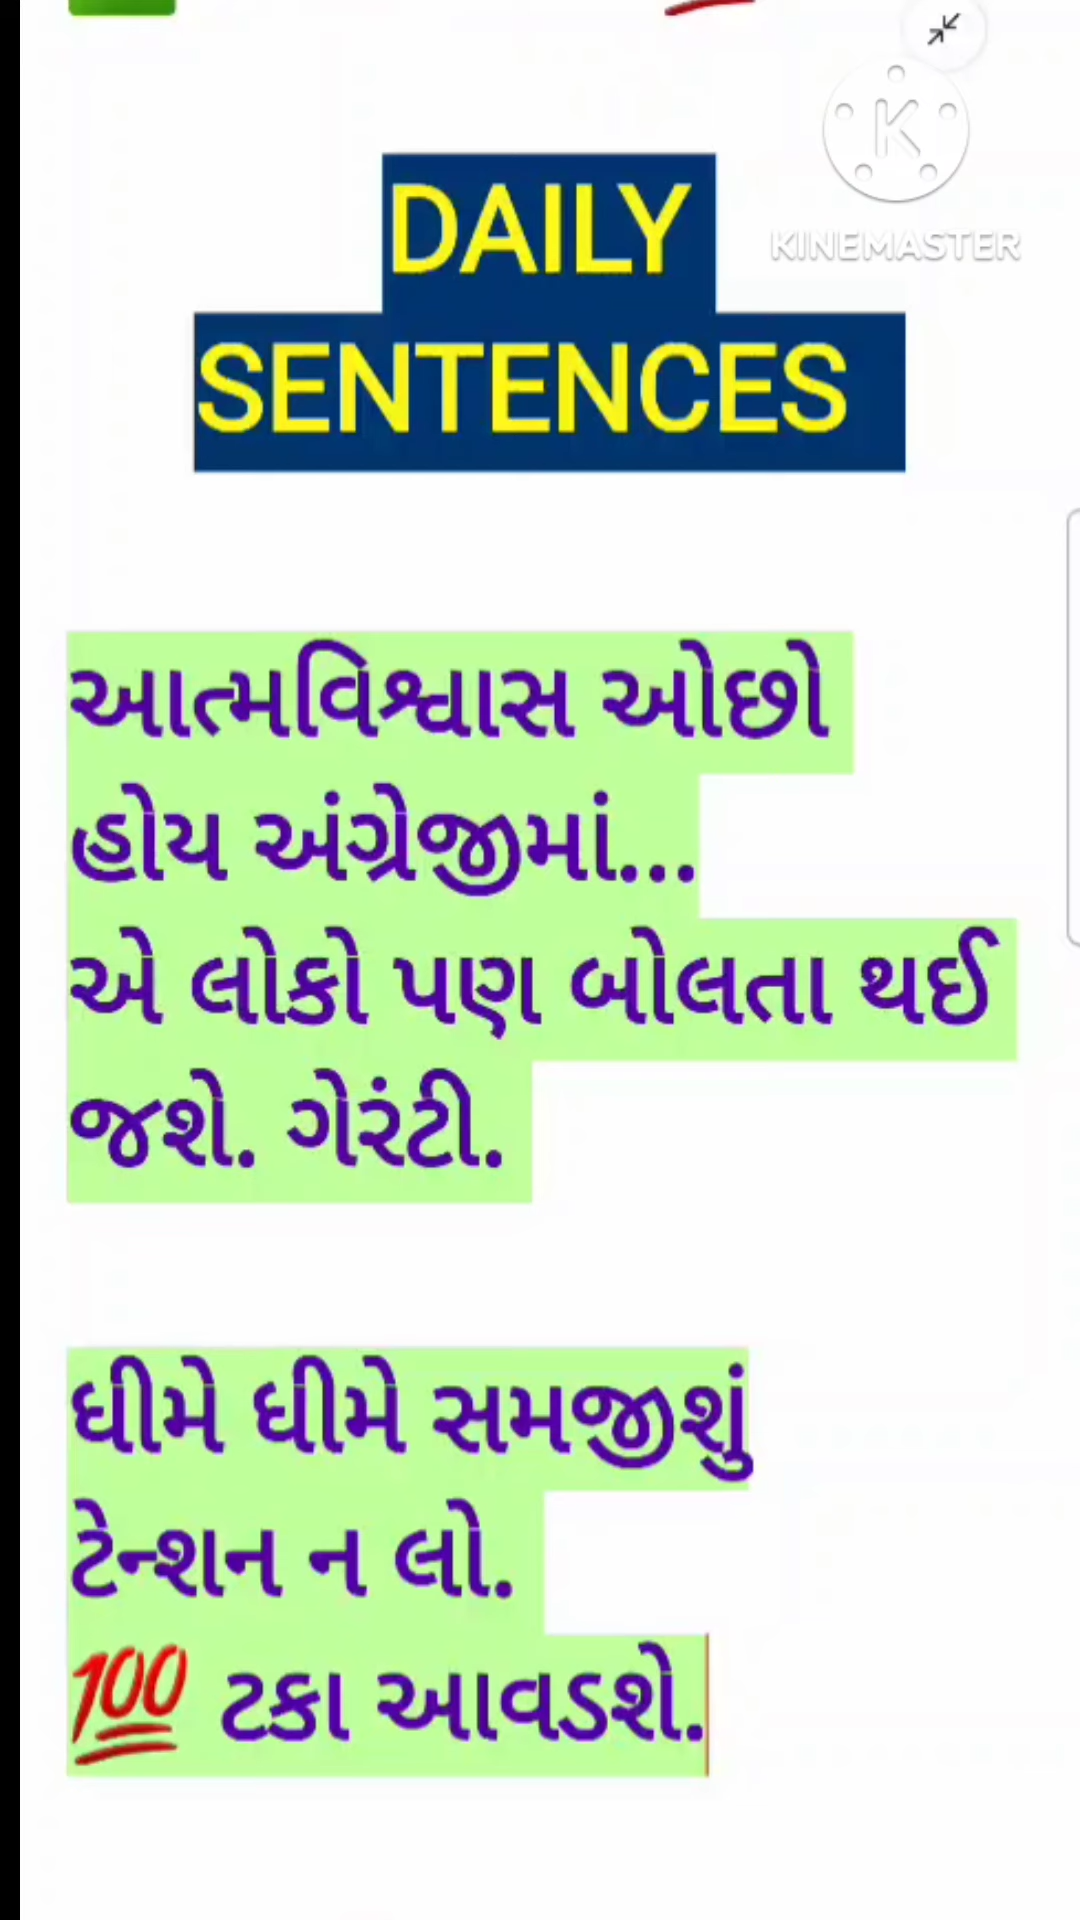 KINEMASTER
DAILY
SENTENCES
આત્મવિશ્વાસ ઓછો
હોય અંગ્રેજીમાં...
એ લોકો પણ બોલતા થઈ
જશે. ગેરંટી.
ધીમે ધીમે સમજીશું
ટેન્શન ન લો.
💯 ટકા આવડશે.